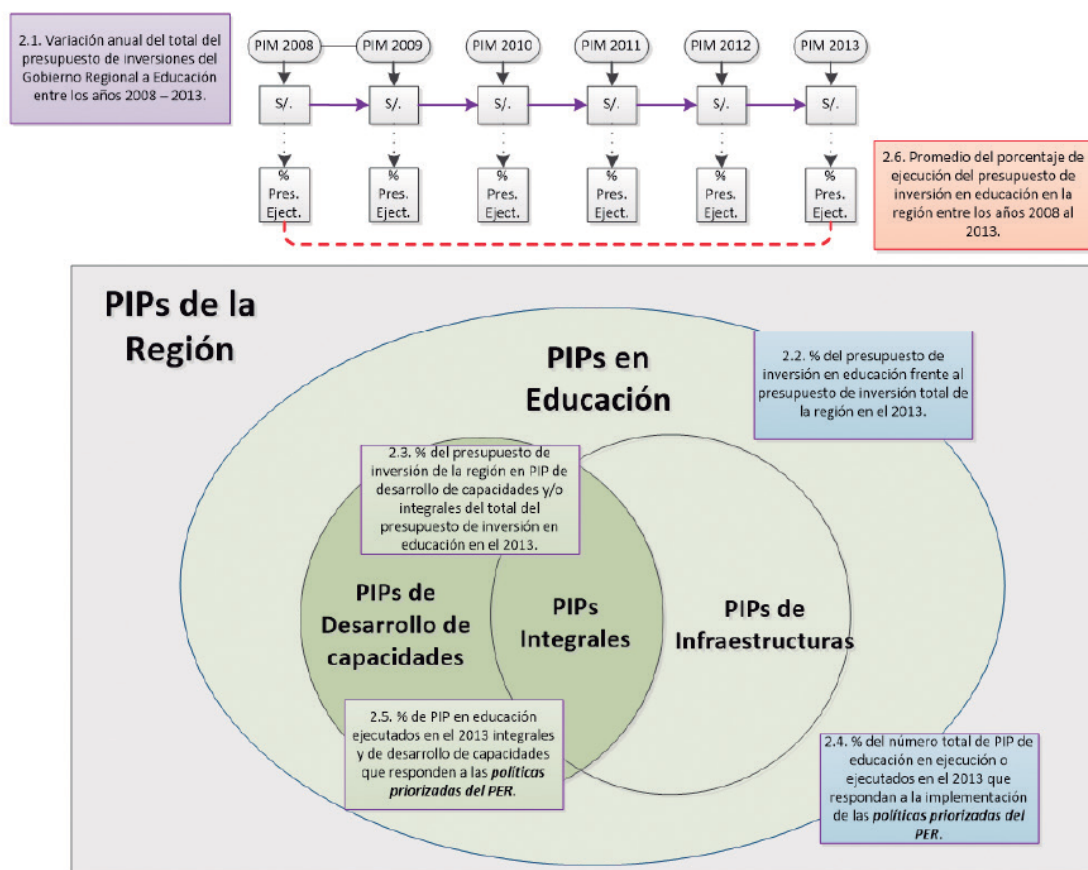 2.1. Variación anual del total del
presupuesto de inversiones del
Gobierno Regional a Educación
entre los años 2008 – 2013.
PIM 2008
PIM 2009
PIM 2010
PIM 2011
PIM 2012
PIM 2013
S/.
S/.
S/.
S/.
S/.
S/.
%
Pres.
Eject.
%
Pres.
Eject.
%
Pres.
Eject.
%
Pres.
Eject.
%
Pres.
Eject.
%
Pres.
Eject.
2.6. Promedio del porcentaje de
ejecución del presupuesto de
inversión en educación en la
región entre los años 2008 al
2013.
PIPs de la
Región
PIPs en
Educación
2.2. % del presupuesto de
inversión en educación frente al
presupuesto de inversión total de
la región en el 2013.
2.3. % del presupuesto de
inversión de la región en PIP de
desarrollo de capacidades y/o
integrales del total del
presupuesto de inversión en
educación en el 2013.
PIPs de
Desarrollo de
capacidades
PIPs
Integrales
PIPs de
Infraestructuras
2.5. % de PIP en educación
ejecutados en el 2013 integrales
y de desarrollo de capacidades
que responden a las políticas
priorizadas del PER.
2.4. % del número total de PIP de
educación en ejecución o
ejecutados en el 2013 que
respondan a la implementación
de las políticas priorizadas del
PER.